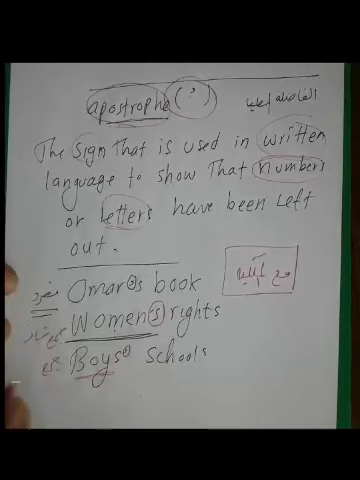 apostrophe (’) الفاصلة العليا
The sign That is used in written
language to show That numbers
or letters have been left
out.
مفرد Omar's book
جمع شاذ Women's rights
جمع Boys' schools
مع